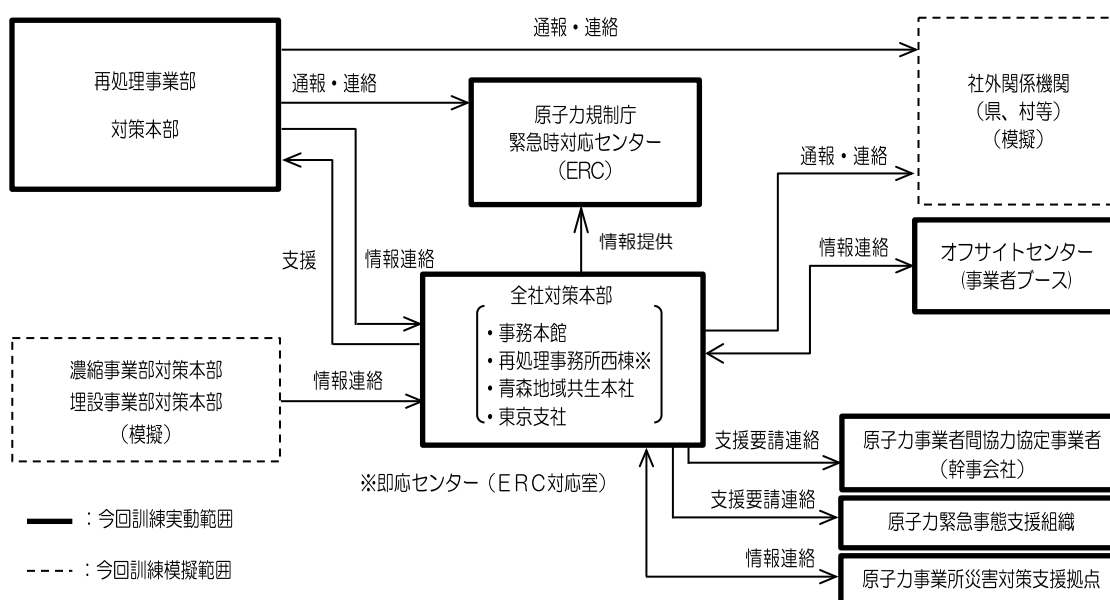 通報・連絡
再処理事業部
対策本部
通報・連絡
原子力規制庁
緊急時対応センター
（ERC）
社外関係機関
（県、村等）
（模擬）
通報・連絡
支援
情報連絡
情報提供
情報連絡
オフサイトセンター
(事業者ブース)
全社対策本部
・事務本館
・再処理事務所西棟※
・青森地域共生本社
・東京支社
濃縮事業部対策本部
埋設事業部対策本部
（模擬）
情報連絡
※即応センター（ＥＲＣ対応室）
支援要請連絡
原子力事業者間協力協定事業者
（幹事会社）
支援要請連絡
原子力緊急事態支援組織
情報連絡
原子力事業所災害対策支援拠点
：今回訓練実動範囲
：今回訓練模擬範囲